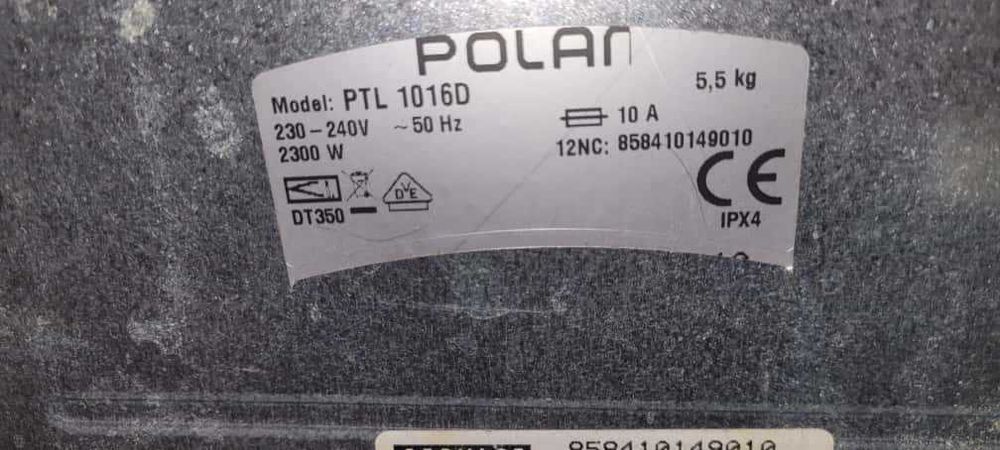 POLAR
5,5 kg
Model: PTL 1016D
230–240V ~50 Hz
10 A
2300 W
12NC: 858410149010
DVE
CE
DT350
IPX4
858410149010